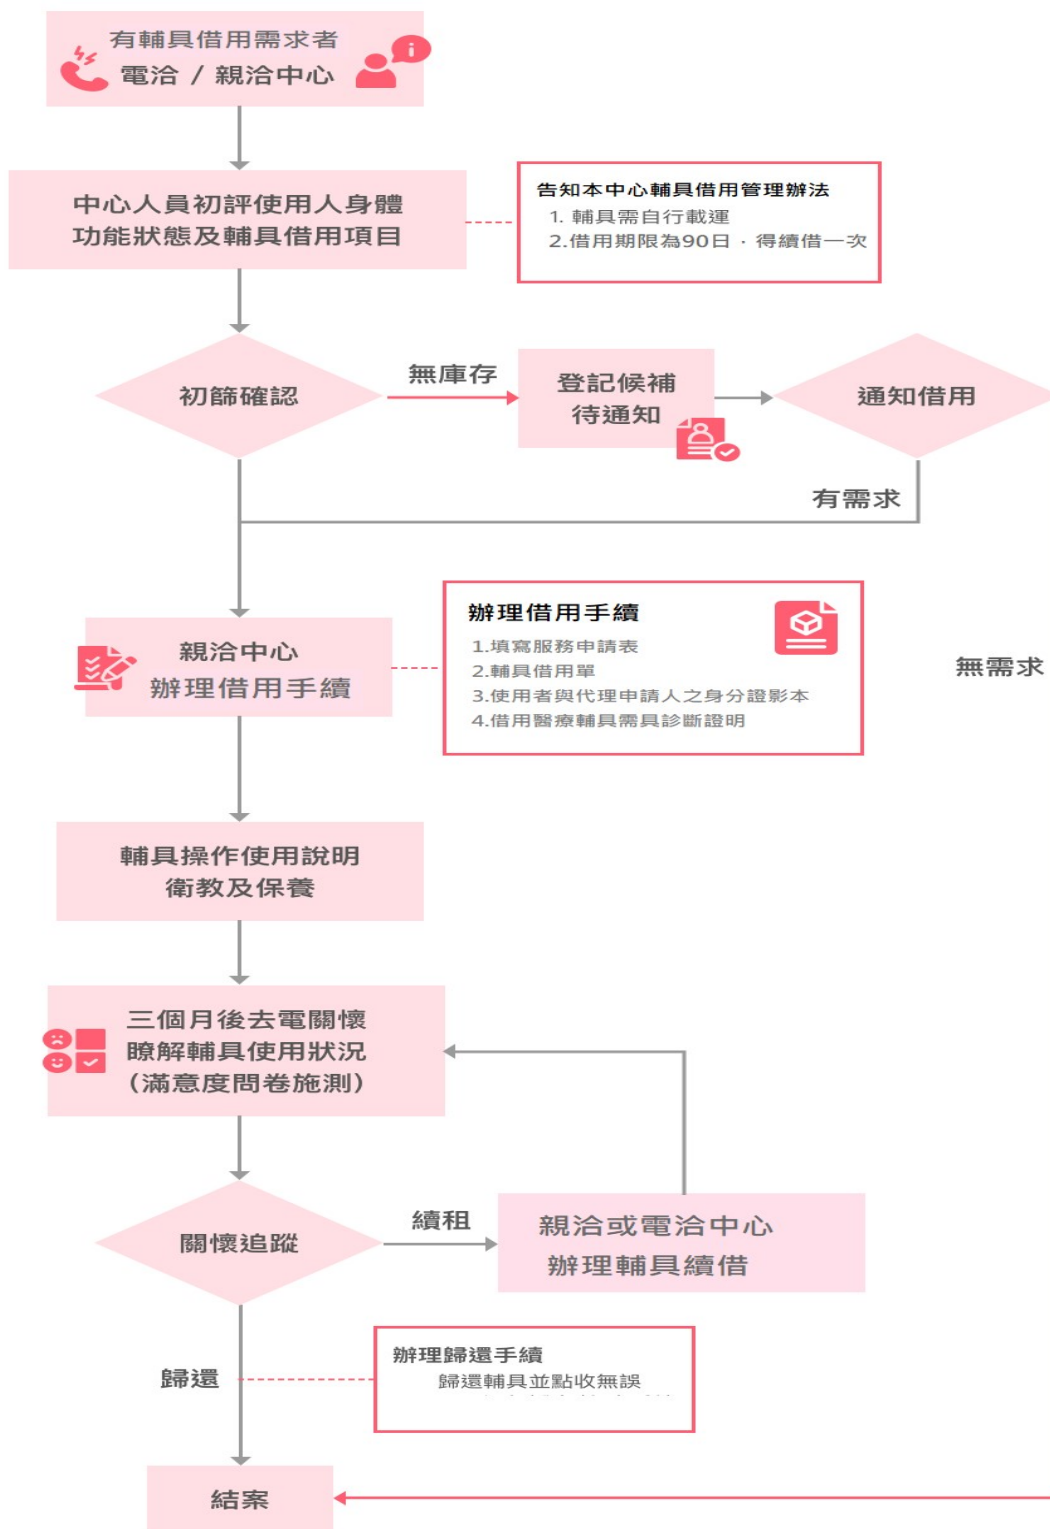 有輔具借用需求者
電洽 / 親洽中心
中心人員初評使用人身體
功能狀態及輔具借用項目
告知本中心輔具借用管理辦法
1. 輔具需自行載運
2.借用期限為90日，得續借一次
初篩確認
無庫存
登記候補
待通知
通知借用
有需求
親洽中心
辦理借用手續
辦理借用手續
1.填寫服務申請表
2.輔具借用單
3.使用者與代理申請人之身分證影本
4.借用醫療輔具需具診斷證明
無需求
輔具操作使用說明
衛教及保養
三個月後去電關懷
瞭解輔具使用狀況
(滿意度問卷施測)
關懷追蹤
續租
親洽或電洽中心
辦理輔具續借
歸還
辦理歸還手續
歸還輔具並點收無誤
結案